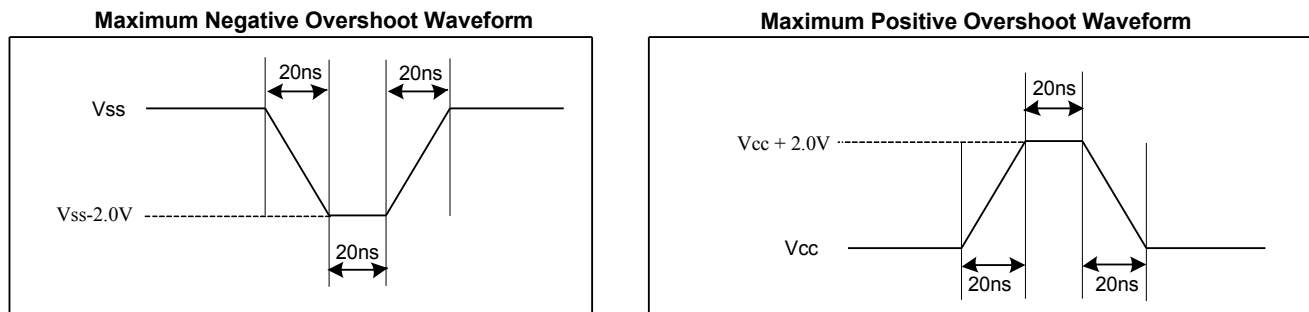 Maximum Negative Overshoot Waveform
20ns
20ns
Vss
Vss-2.0V
20ns
Maximum Positive Overshoot Waveform
20ns
Vcc + 2.0V
Vcc
20ns
20ns